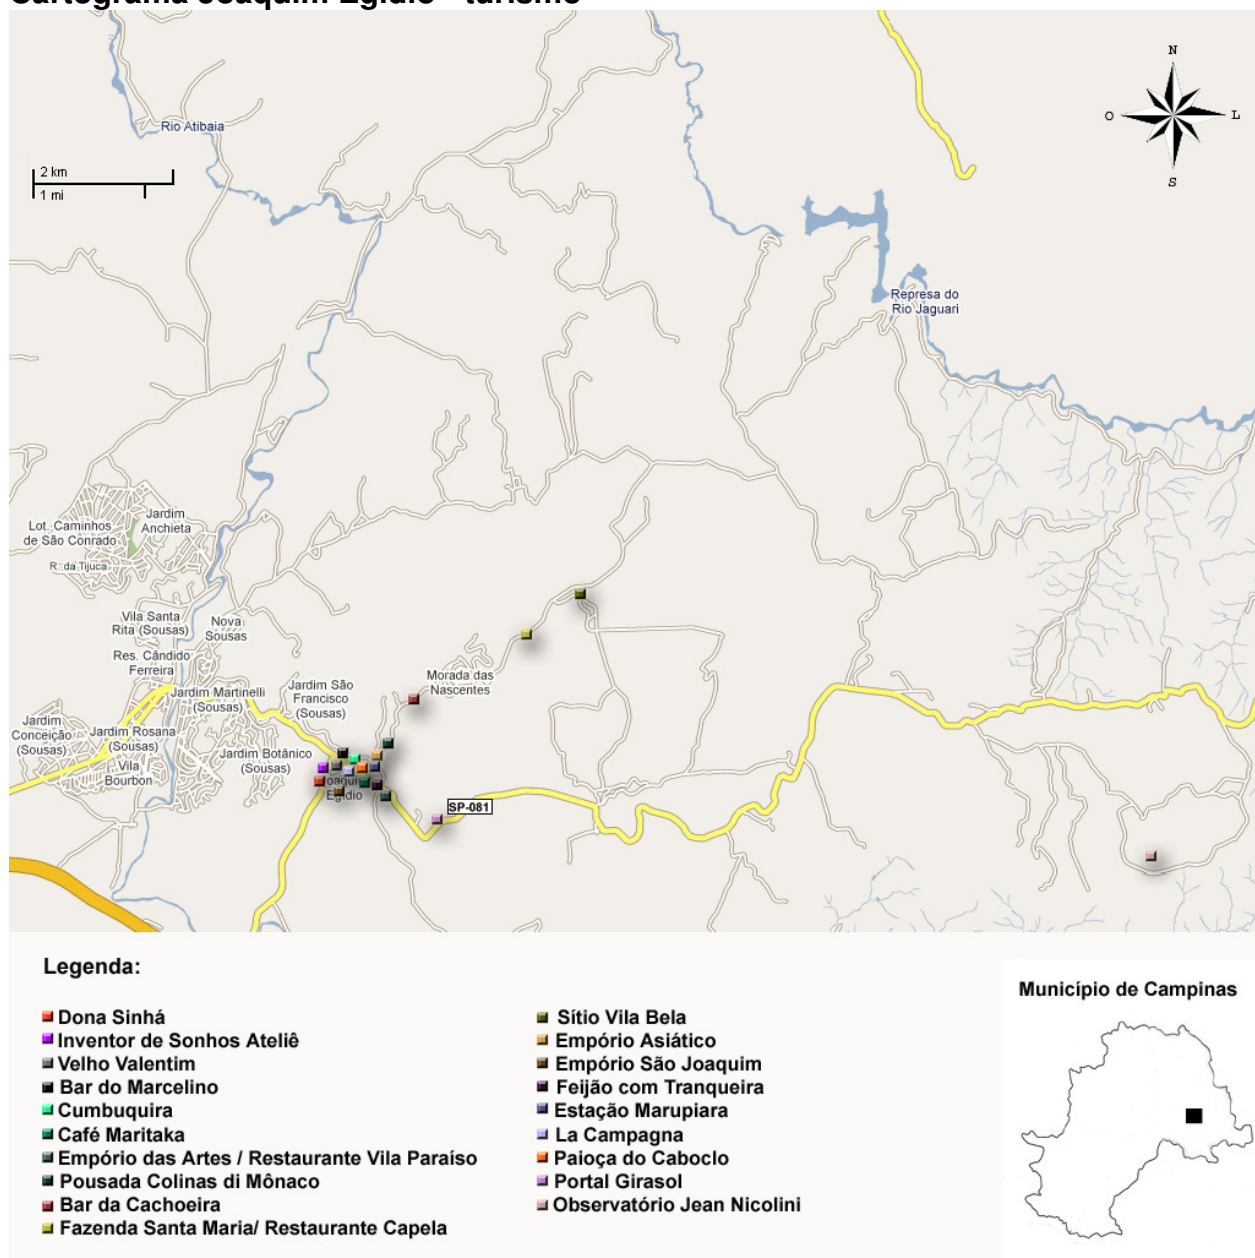 Cartograma Joaquim Egídio - turismo
N
O
L
S
2 km
1 mi
Rio Atibaia
Represa do
Rio Jaguari
Jardim
Anchieta
Lot. Caminhos
de São Conrado
R. da Tijuca
Vila Santa
Rita (Sousas)
Nova
Sousas
Res. Cândido
Ferreira
Jardim Martinelli
(Sousas)
Jardim São
Francisco
(Sousas)
Morada das
Nascentes
Jardim
Conceição
(Sousas)
Jardim Rosana
(Sousas)
Vila
Bourbon
Jardim Botânico
(Sousas)
Joaquim
Egídio
SP-081
Legenda:
Dona Sinhá
Inventor de Sonhos Ateliê
Velho Valentim
Bar do Marcelino
Cumbuquira
Café Maritaka
Empório das Artes / Restaurante Vila Paraíso
Pousada Colinas di Mônaco
Bar da Cachoeira
Fazenda Santa Maria/ Restaurante Capela
Sítio Vila Bela
Empório Asiático
Empório São Joaquim
Feijão com Tranqueira
Estação Marupiara
La Campagna
Paioça do Caboclo
Portal Girasol
Observatório Jean Nicolini
Município de Campinas